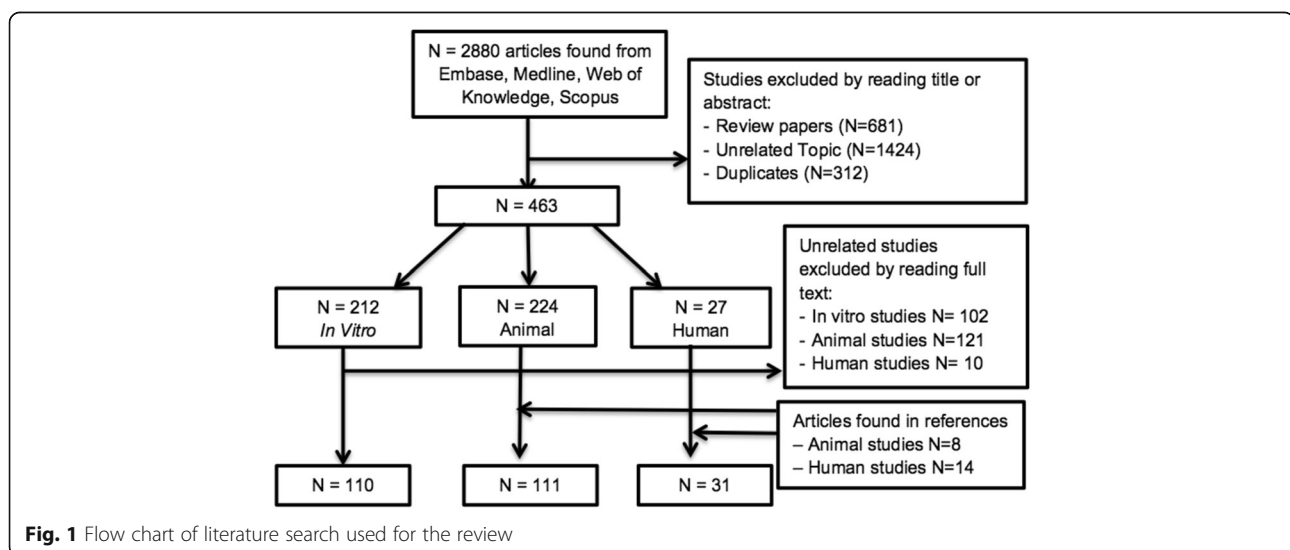 N = 2880 articles found from
Embase, Medline, Web of
Knowledge, Scopus
Studies excluded by reading title or
abstract:
- Review papers (N=681)
- Unrelated Topic (N=1424)
- Duplicates (N=312)
N = 463
Unrelated studies
excluded by reading full
text:
- In vitro studies N= 102
- Animal studies N=121
- Human studies N= 10
N = 212
In Vitro
N = 224
Animal
N = 27
Human
Articles found in references
– Animal studies N=8
– Human studies N=14
N = 110
N = 111
N = 31
Fig. 1 Flow chart of literature search used for the review